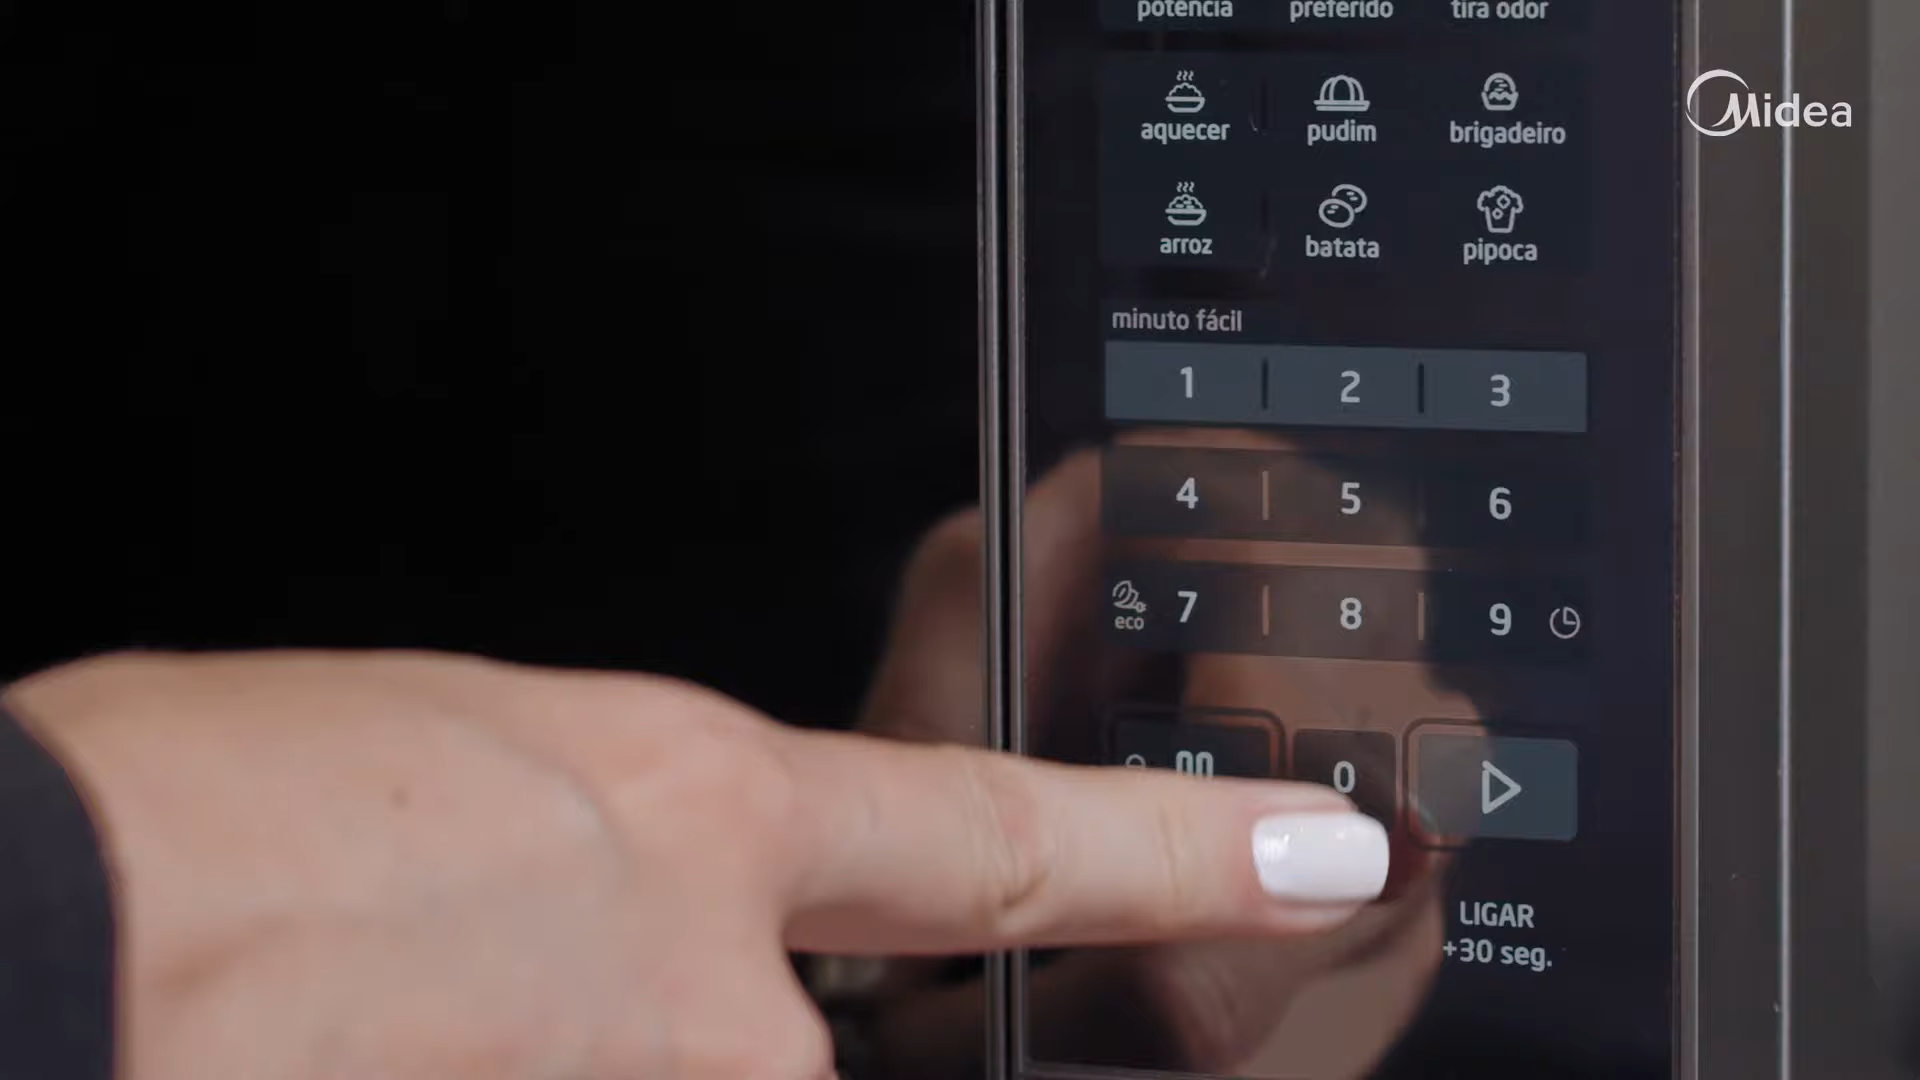 potência preferido tira odor
Midea
aquecer pudim brigadeiro
arroz batata pipoca
minuto fácil
1 2 3
4 5 6
eco 7 8 9
00 0
LIGAR
+30 seg.